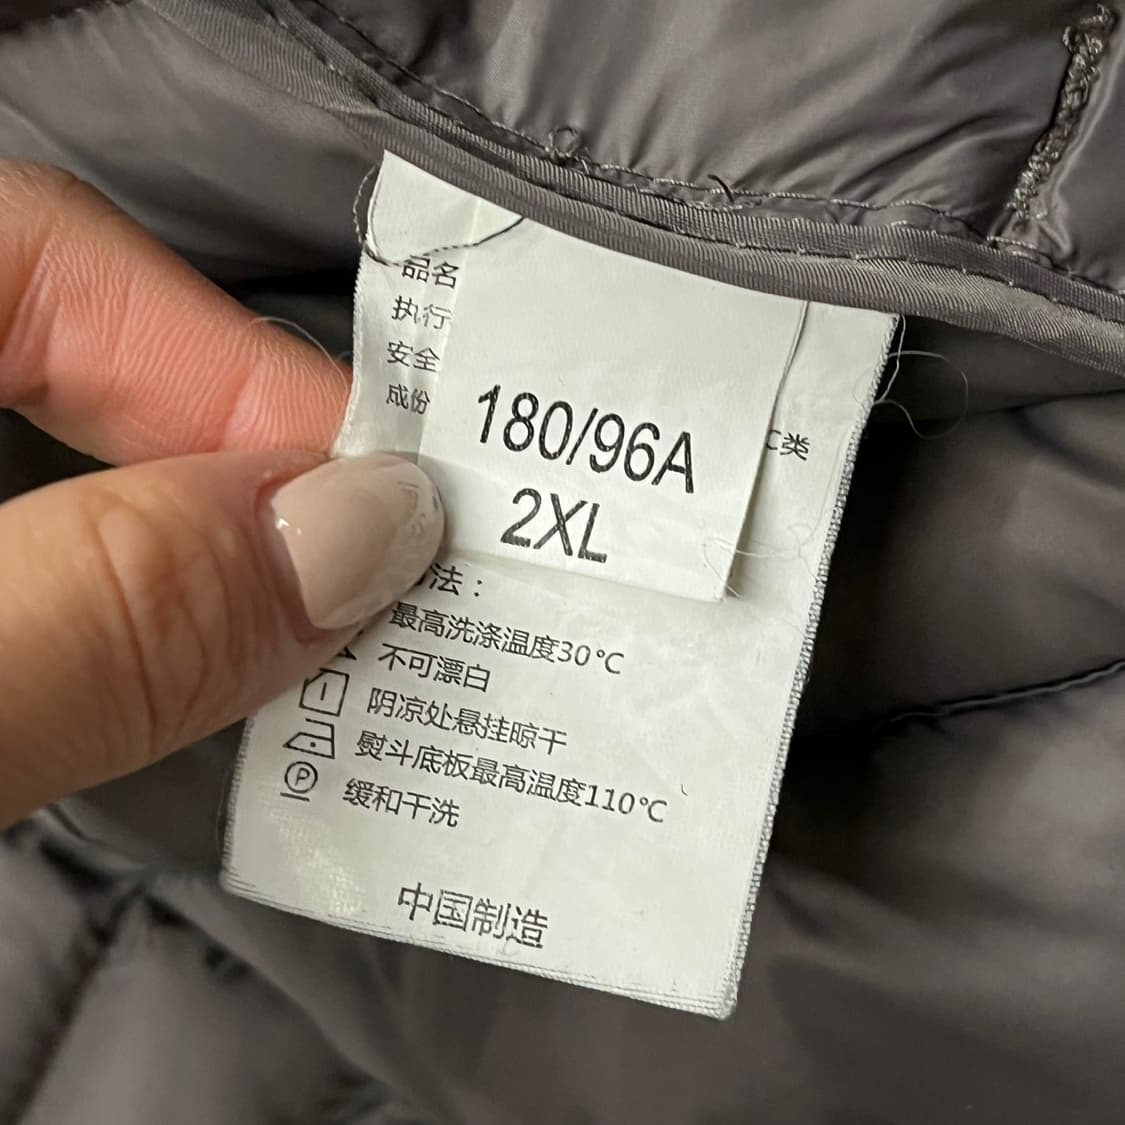 品名
执行
安全
成份
C类
180/96A
2XL
法：
最高洗涤温度30℃
不可漂白
阴凉处悬挂晾干
熨斗底板最高温度110℃
P
缓和干洗
中国制造